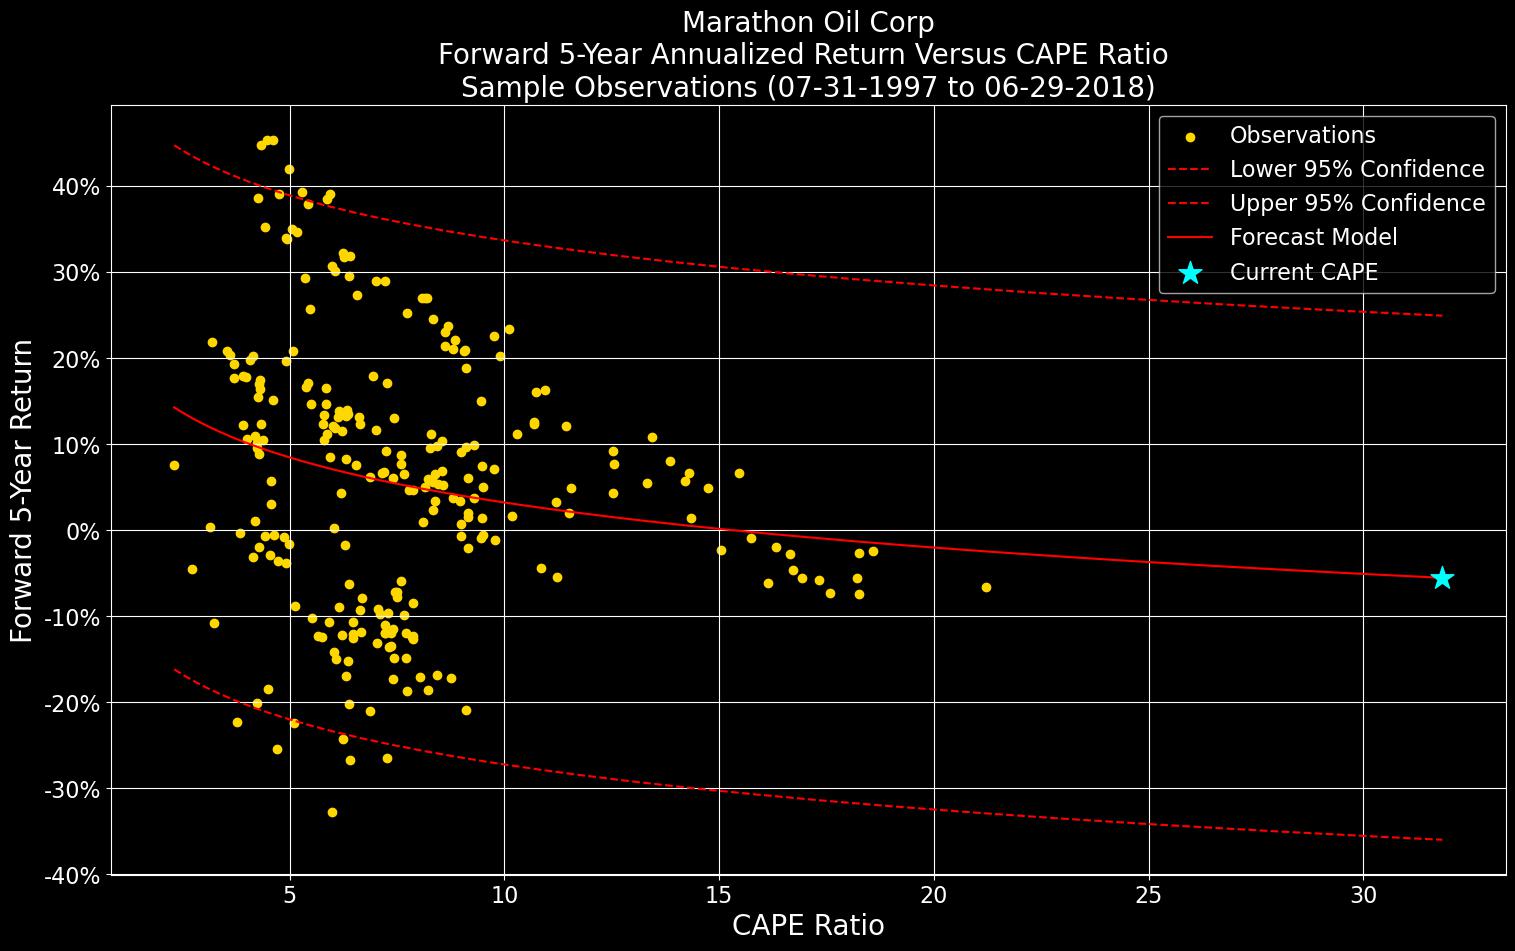 Marathon Oil Corp
Forward 5-Year Annualized Return Versus CAPE Ratio
Sample Observations (07-31-1997 to 06-29-2018)
Observations
Lower 95% Confidence
Upper 95% Confidence
Forecast Model
Current CAPE
Forward 5-Year Return
40%
30%
20%
10%
0%
-10%
-20%
-30%
-40%
5 10 15 20 25 30
CAPE Ratio